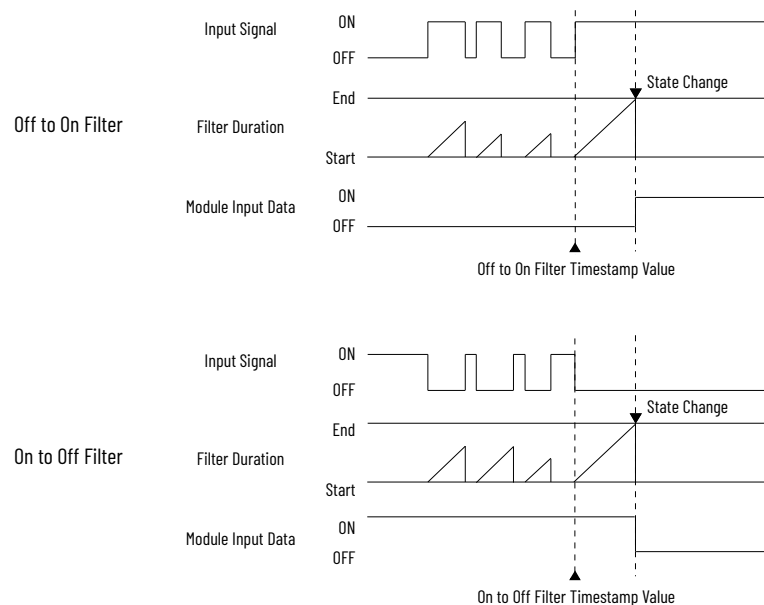 Input Signal
ON
OFF
Off to On Filter
Filter Duration
End
Start
State Change
Module Input Data
ON
OFF
Off to On Filter Timestamp Value
Input Signal
ON
OFF
On to Off Filter
Filter Duration
End
Start
State Change
Module Input Data
ON
OFF
On to Off Filter Timestamp Value